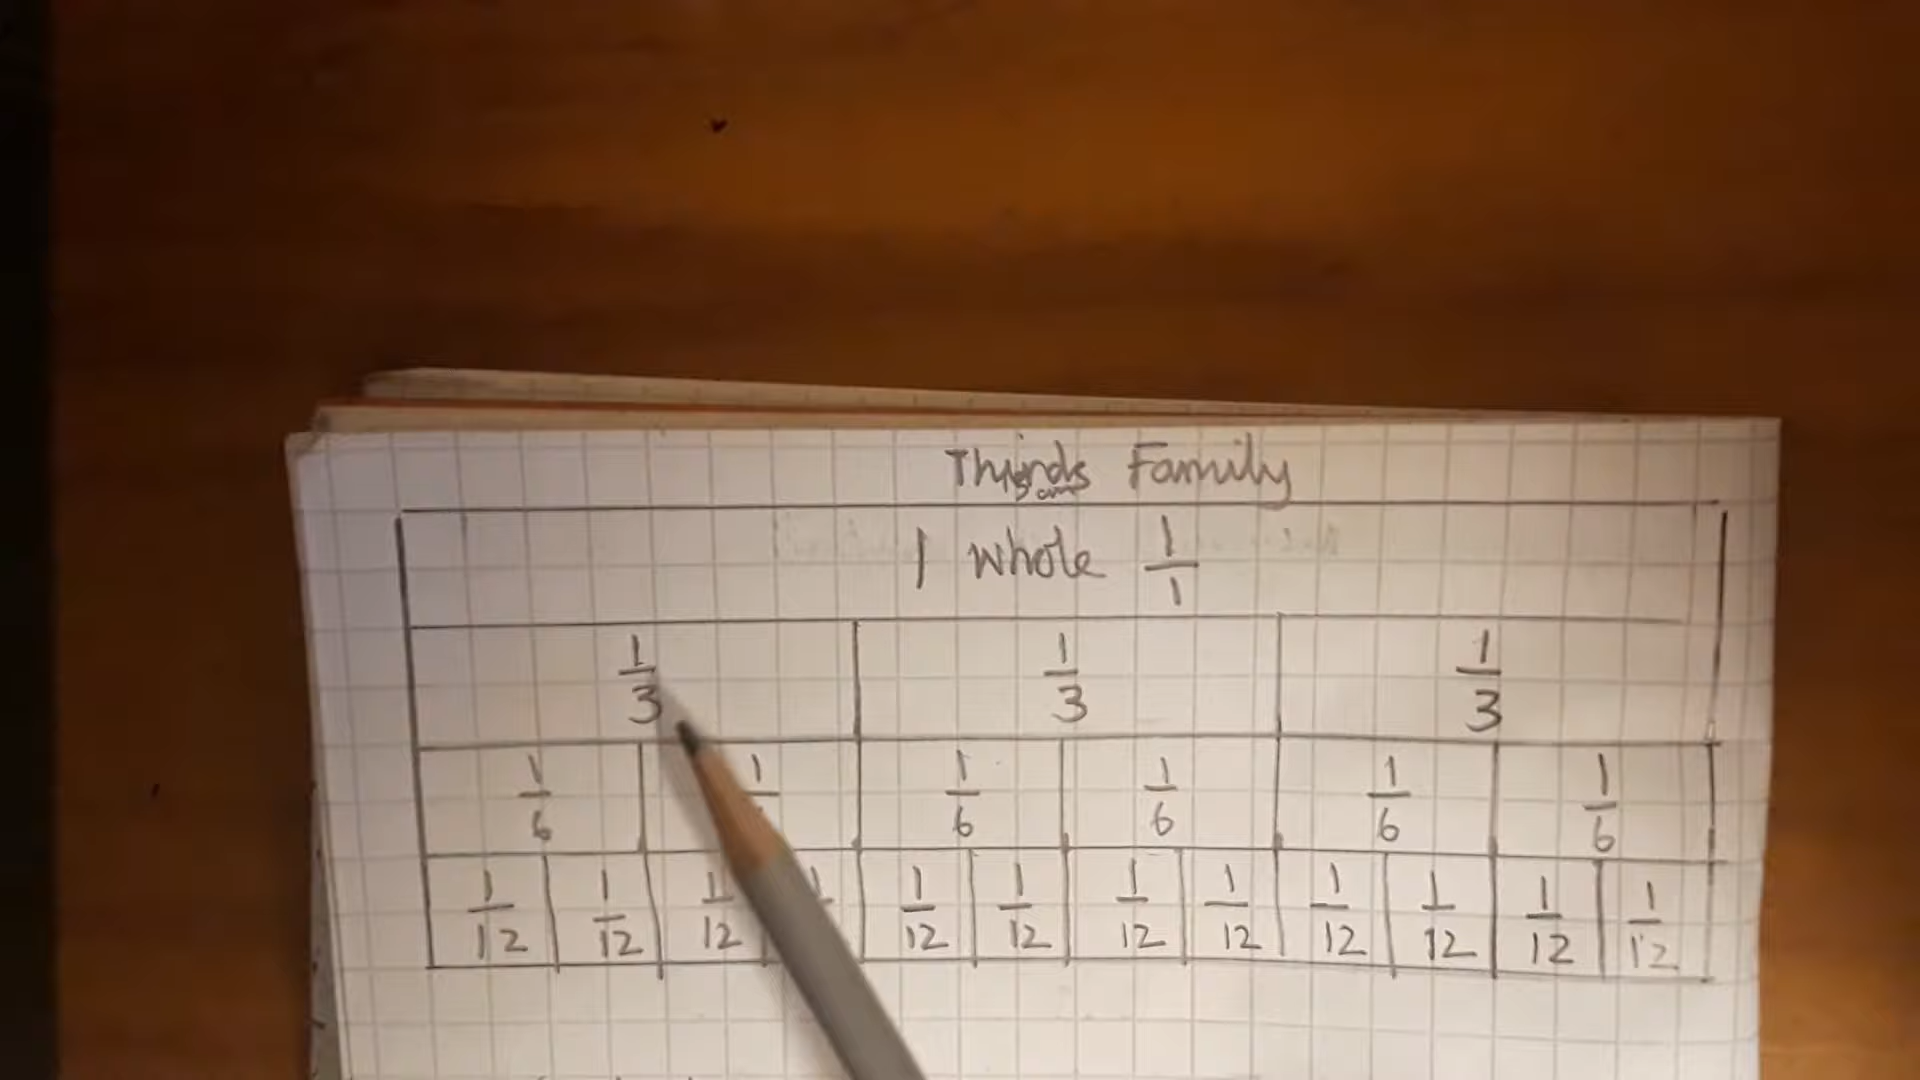 Thirds Family
1 whole 1/1
1/3 1/3 1/3
1/6 1/6 1/6 1/6 1/6
1/12 1/12 1/12 1/12 1/12 1/12 1/12 1/12 1/12 1/12 1/12